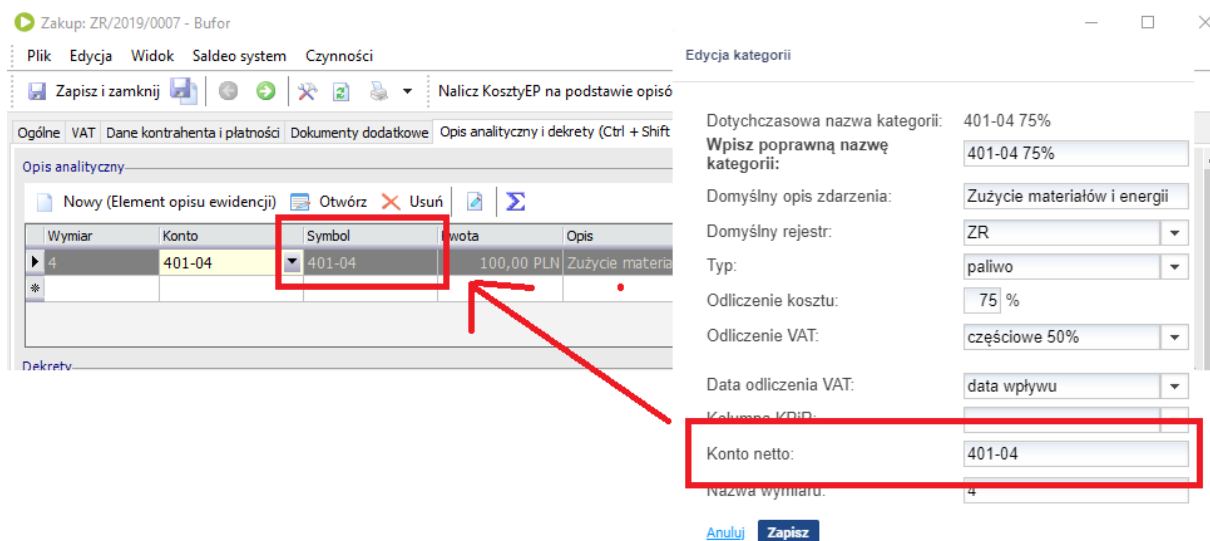 Zakup: ZR/2019/0007 - Bufor
Plik Edycja Widok Saldeo system Czynności
Zapisz i zamknij Nalicz KosztyEP na podstawie opisó
Ogólne VAT Dane kontrahenta i płatności Dokumenty dodatkowe Opis analityczny i dekrety (Ctrl + Shift
Opis analityczny
Nowy (Element opisu ewidencji) Otwórz Usuń Σ
Wymiar Konto Symbol Kwota Opis
4 401-04 401-04 100,00 PLN Zużycie materia
Dekrety
Edycja kategorii
Dotychczasowa nazwa kategorii: 401-04 75%
Wpisz poprawną nazwę
kategorii: 401-04 75%
Domyślny opis zdarzenia: Zużycie materiałów i energii
Domyślny rejestr: ZR
Typ: paliwo
Odliczenie kosztu: 75 %
Odliczenie VAT: częściowe 50%
Data odliczenia VAT: data wpływu
Kolumna KPiR:
Konto netto: 401-04
Nazwa wymiaru: 4
Anuluj Zapisz